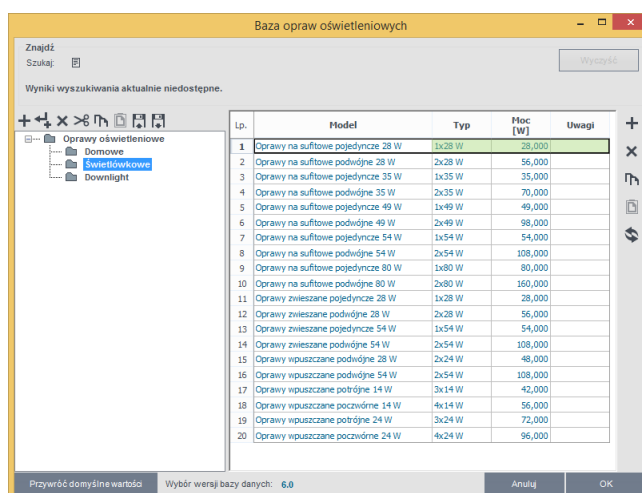 Baza opraw oświetleniowych
Znajdź
Szukaj:
Wyczyść
Wyniki wyszukiwania aktualnie niedostępne.
Oprawy oświetleniowe
Domowe
Świetlówkowe
Downlight
Lp. Model Typ Moc [W] Uwagi
1 Oprawy na sufitowe pojedyncze 28 W 1x28 W 28,000
2 Oprawy na sufitowe podwójne 28 W 2x28 W 56,000
3 Oprawy na sufitowe pojedyncze 35 W 1x35 W 35,000
4 Oprawy na sufitowe podwójne 35 W 2x35 W 70,000
5 Oprawy na sufitowe pojedyncze 49 W 1x49 W 49,000
6 Oprawy na sufitowe podwójne 49 W 2x49 W 98,000
7 Oprawy na sufitowe pojedyncze 54 W 1x54 W 54,000
8 Oprawy na sufitowe podwójne 54 W 2x54 W 108,000
9 Oprawy na sufitowe pojedyncze 80 W 1x80 W 80,000
10 Oprawy na sufitowe podwójne 80 W 2x80 W 160,000
11 Oprawy zwieszane pojedyncze 28 W 1x28 W 28,000
12 Oprawy zwieszane podwójne 28 W 2x28 W 56,000
13 Oprawy zwieszane pojedyncze 54 W 1x54 W 54,000
14 Oprawy zwieszane podwójne 54 W 2x54 W 108,000
15 Oprawy wpuszczane podwójne 28 W 2x24 W 48,000
16 Oprawy wpuszczane podwójne 54 W 2x54 W 108,000
17 Oprawy wpuszczane potrójne 14 W 3x14 W 42,000
18 Oprawy wpuszczane poczwórne 14 W 4x14 W 56,000
19 Oprawy wpuszczane potrójne 24 W 3x24 W 72,000
20 Oprawy wpuszczane poczwórne 24 W 4x24 W 96,000
Przywróć domyślne wartości
Wybór wersji bazy danych: 6.0
Anuluj
OK